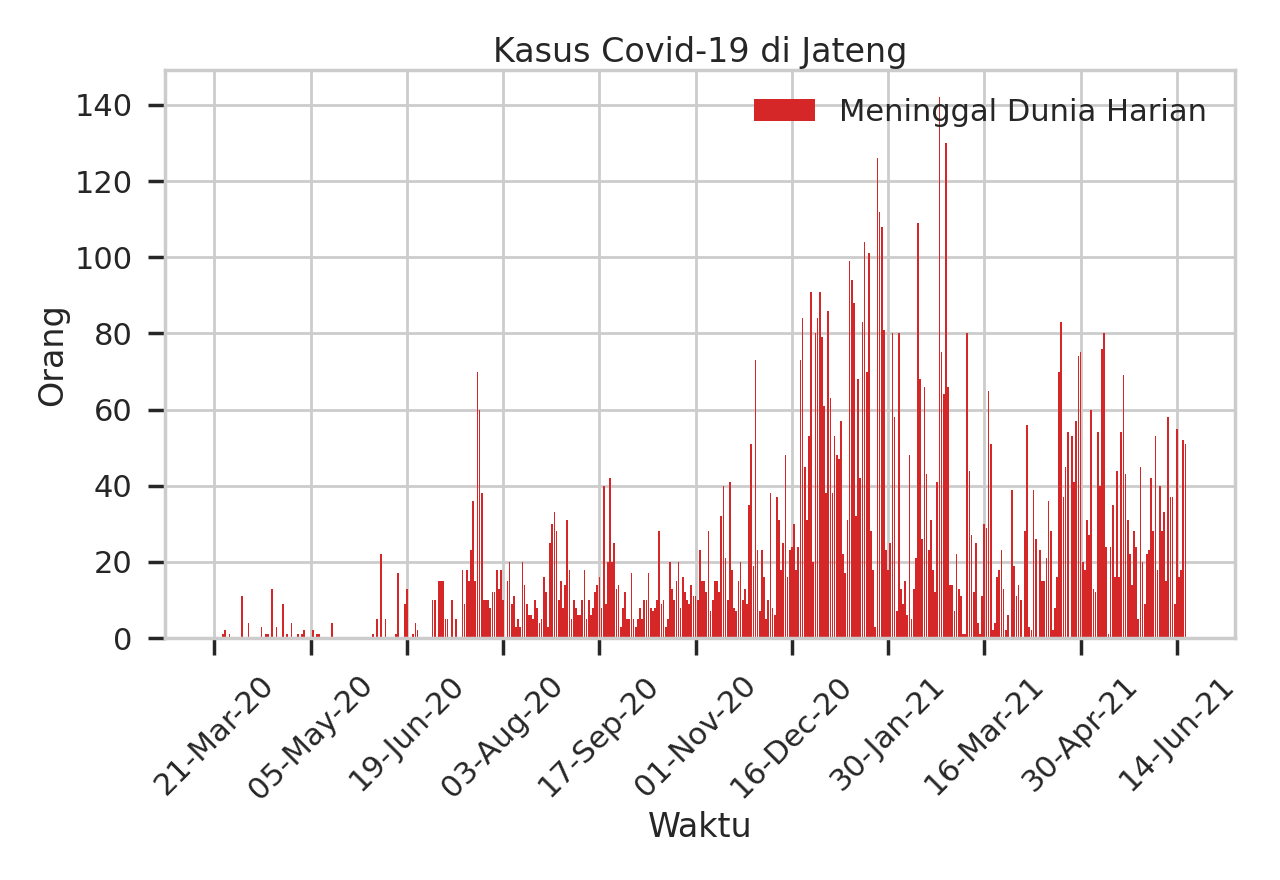 Kasus Covid-19 di Jateng
Meninggal Dunia Harian
140
120
100
80
60
40
20
0
Orang
21-Mar-20
05-May-20
19-Jun-20
03-Aug-20
17-Sep-20
01-Nov-20
16-Dec-20
30-Jan-21
16-Mar-21
30-Apr-21
14-Jun-21
Waktu